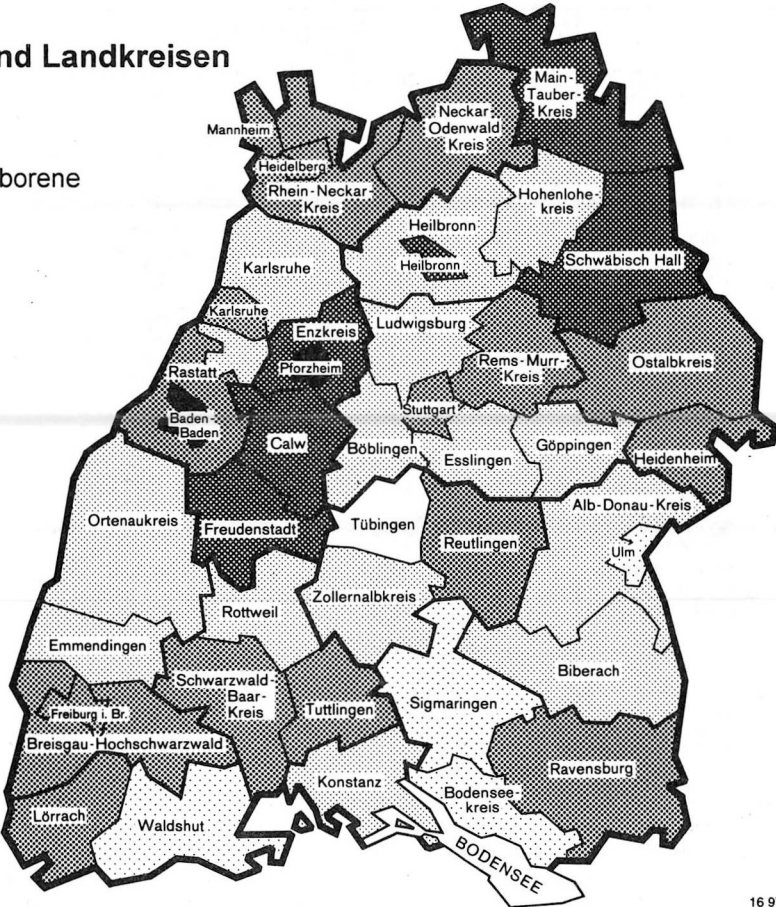 nd Landkreisen
borene
Main-
Tauber-
Kreis
Neckar
Odenwald
Kreis
Mannheim
Heidelberg
Rhein-Neckar-
Kreis
Hohenlohe-
kreis
Heilbronn
Heilbronn
Karlsruhe
Schwäbisch Hall
Karlsruhe
Enzkreis
Ludwigsburg
Pforzheim
Rastatt
Rems-Murr-
Kreis
Ostalbkreis
Baden-
Baden
Stuttgart
Calw
Böblingen
Esslingen
Göppingen
Heidenheim
Ortenaukreis
Freudenstadt
Tübingen
Reutlingen
Alb-Donau-Kreis
Ulm
Rottweil
Zollernalbkreis
Emmendingen
Biberach
Schwarzwald-
Baar-
Kreis
Tuttlingen
Sigmaringen
Freiburg i. Br.
Breisgau-Hochschwarzwald
Ravensburg
Konstanz
Bodensee-
kreis
Lörrach
Waldshut
BODENSEE
16 9